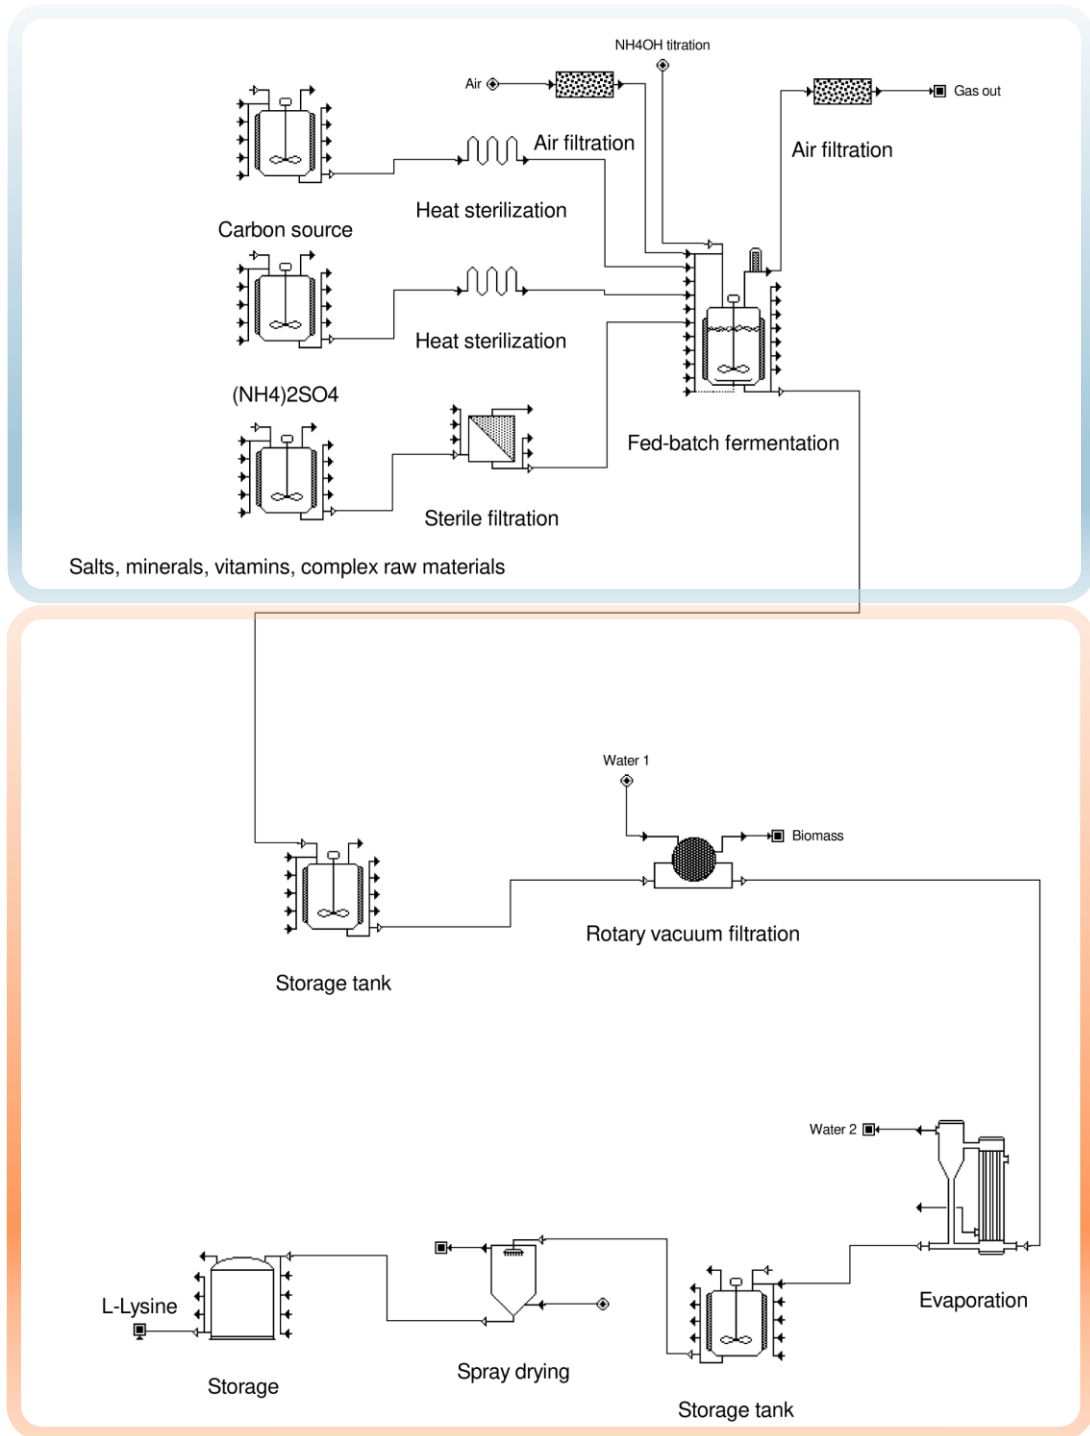 NH4OH titration
Air
Gas out
Air filtration
Air filtration
Heat sterilization
Carbon source
Heat sterilization
(NH4)2SO4
Fed-batch fermentation
Sterile filtration
Salts, minerals, vitamins, complex raw materials
Water 1
Biomass
Rotary vacuum filtration
Storage tank
Water 2
Evaporation
L-Lysine
Spray drying
Storage
Storage tank